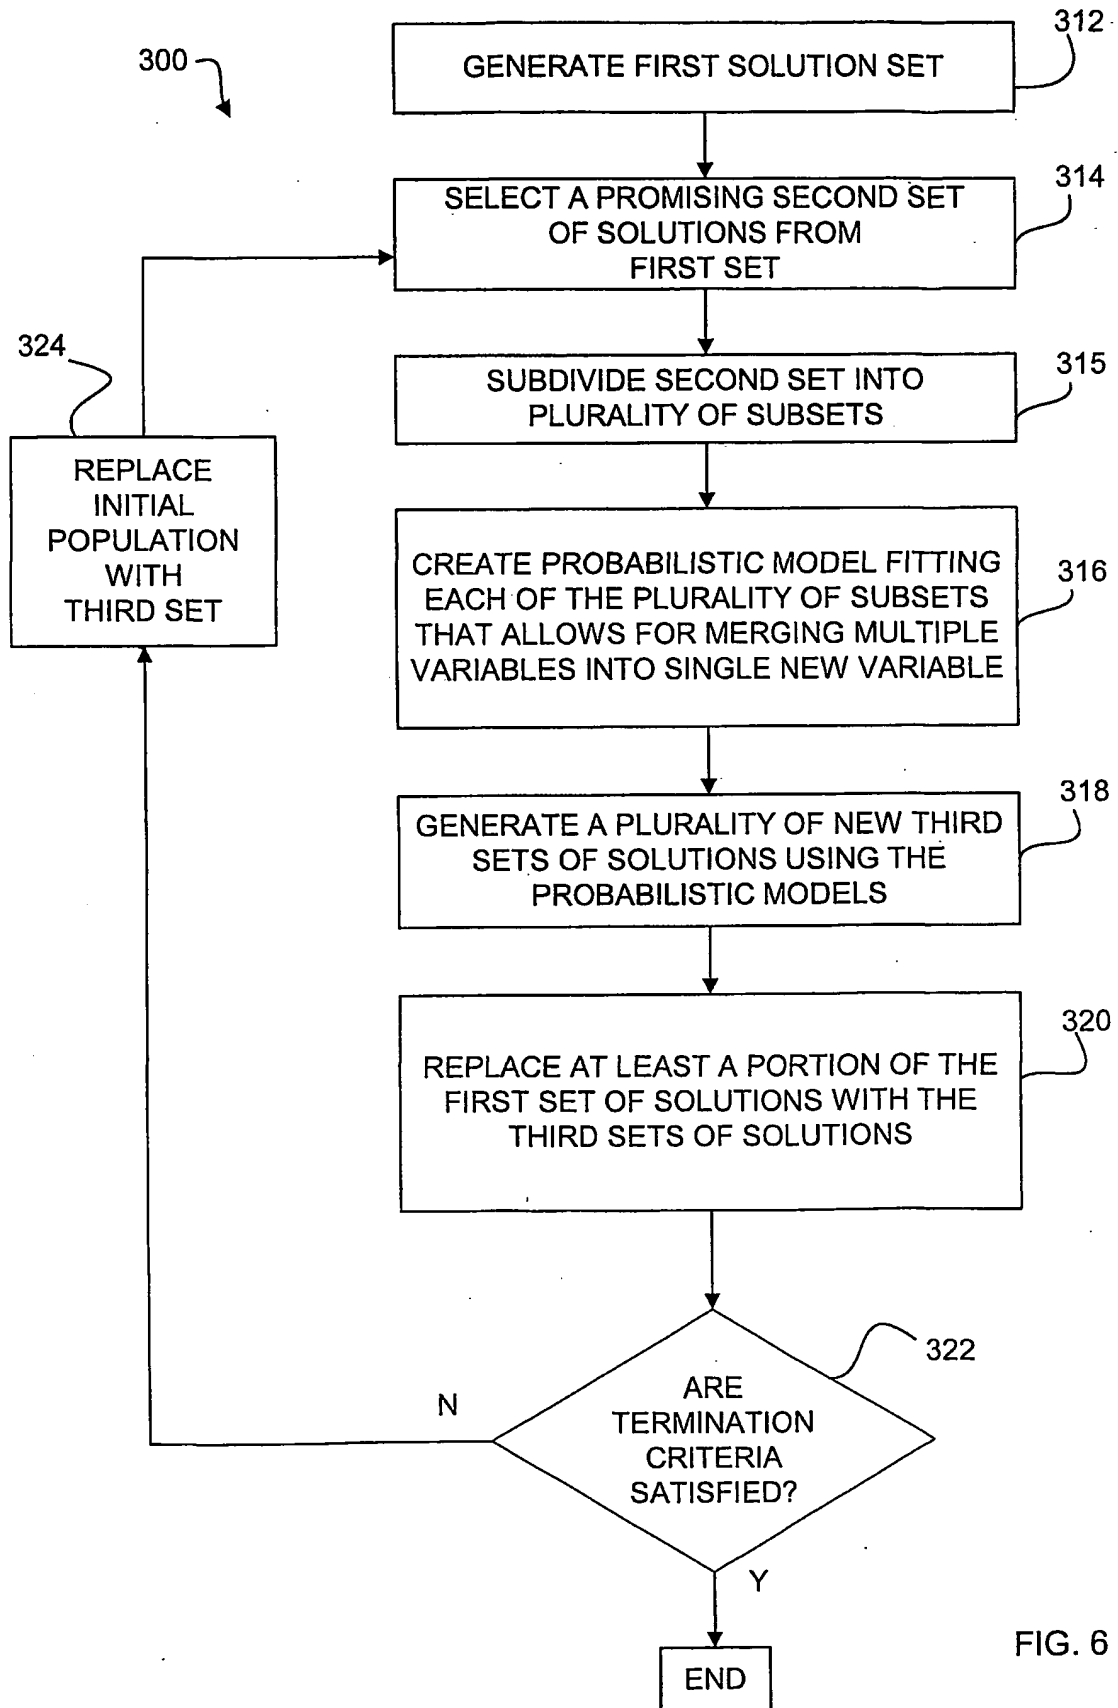 300
312
GENERATE FIRST SOLUTION SET
314
SELECT A PROMISING SECOND SET
OF SOLUTIONS FROM
FIRST SET
315
SUBDIVIDE SECOND SET INTO
PLURALITY OF SUBSETS
324
REPLACE
INITIAL
POPULATION
WITH
THIRD SET
316
CREATE PROBABILISTIC MODEL FITTING
EACH OF THE PLURALITY OF SUBSETS
THAT ALLOWS FOR MERGING MULTIPLE
VARIABLES INTO SINGLE NEW VARIABLE
318
GENERATE A PLURALITY OF NEW THIRD
SETS OF SOLUTIONS USING THE
PROBABILISTIC MODELS
320
REPLACE AT LEAST A PORTION OF THE
FIRST SET OF SOLUTIONS WITH THE
THIRD SETS OF SOLUTIONS
322
N
ARE
TERMINATION
CRITERIA
SATISFIED?
Y
END
FIG. 6